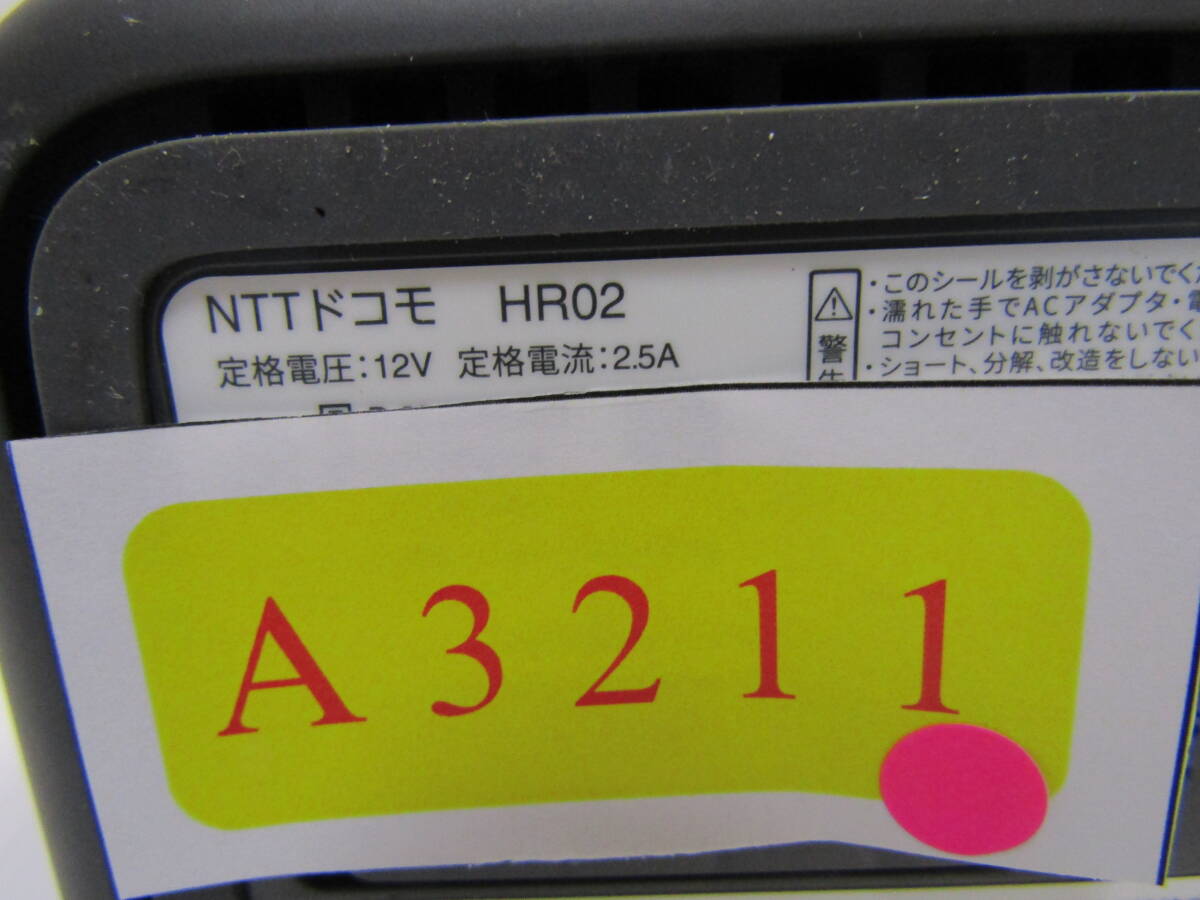 NTTドコモ HR02
定格電圧:12V 定格電流:2.5A
警告
・このシールを剥がさないでくだ
・濡れた手でACアダプタ・電
コンセントに触れないでく
・ショート、分解、改造をしない
A3211